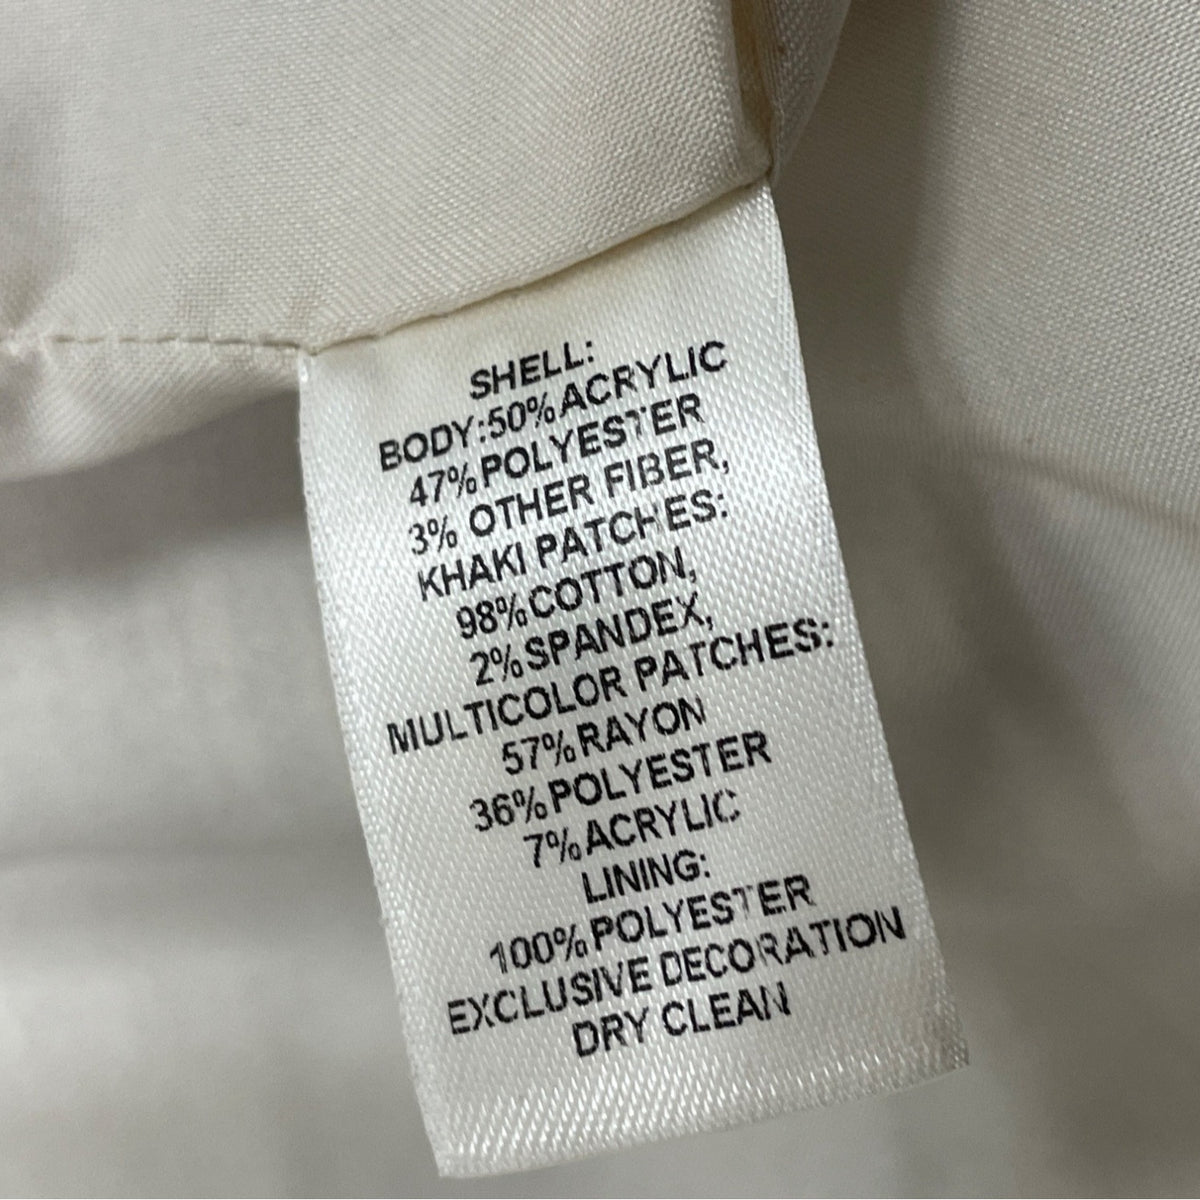 SHELL:
BODY:50%ACRYLIC
47%POLYESTER
3% OTHER FIBER,
KHAKI PATCHES:
98%COTTON,
2%SPANDEX,
MULTICOLOR PATCHES:
57%RAYON
36%POLYESTER
7%ACRYLIC
LINING:
100%POLYESTER
EXCLUSIVE DECORATION
DRY CLEAN